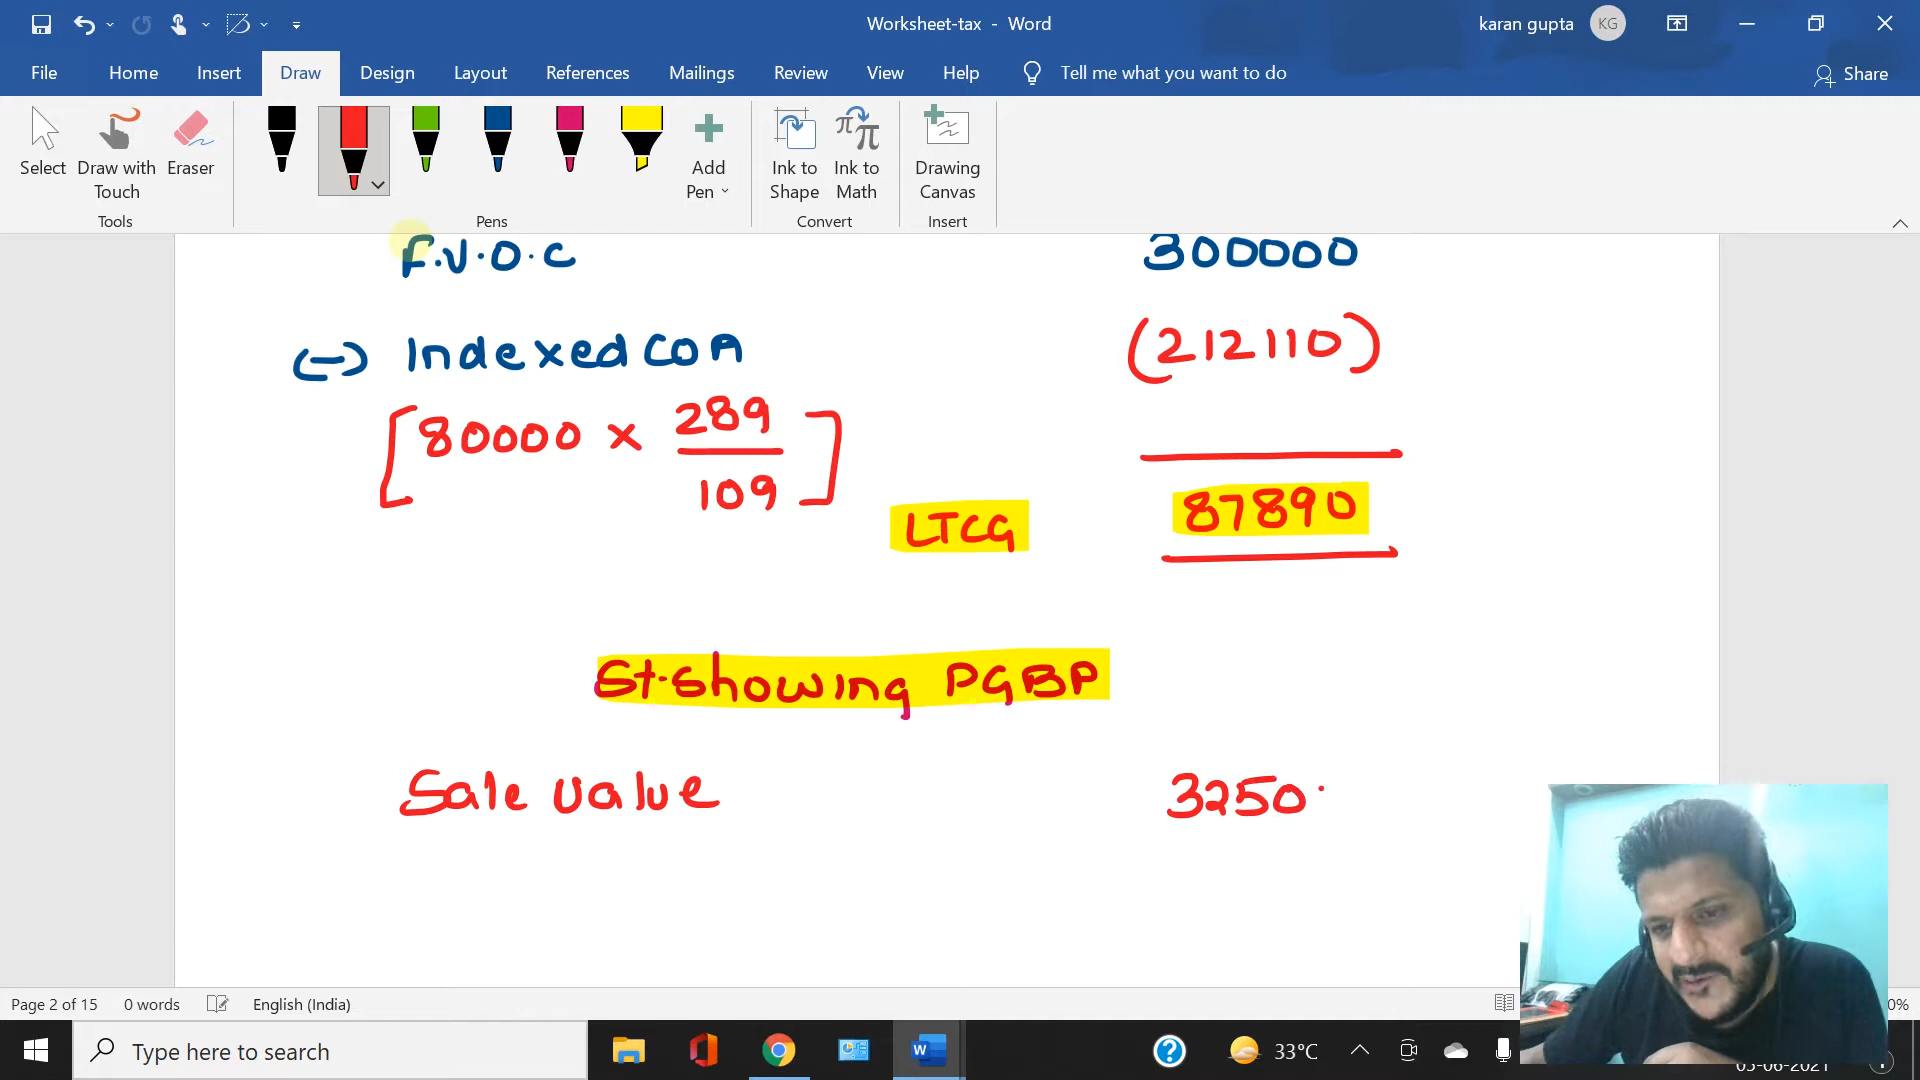 Worksheet-tax - Word
karan gupta KG
File Home Insert Draw Design Layout References Mailings Review View Help Tell me what you want to do Share
Select Draw with Touch Eraser Add Pen Ink to Shape Ink to Math Drawing Canvas
Tools Pens Convert Insert
F.V.O.C 300000
(-) Indexed COA (212110)
[80000 × 289/109]
LTCG 87890
St. Showing PGBP
Sale value 3250
Page 2 of 15 0 words English (India)
Type here to search W ? 33°C